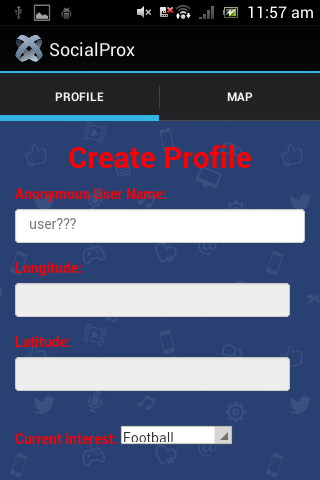 11:57 am
SocialProx
PROFILE
MAP
Create Profile
Anonymous User Name:
user???
Longitude:
Latitude:
Current Interest: Football